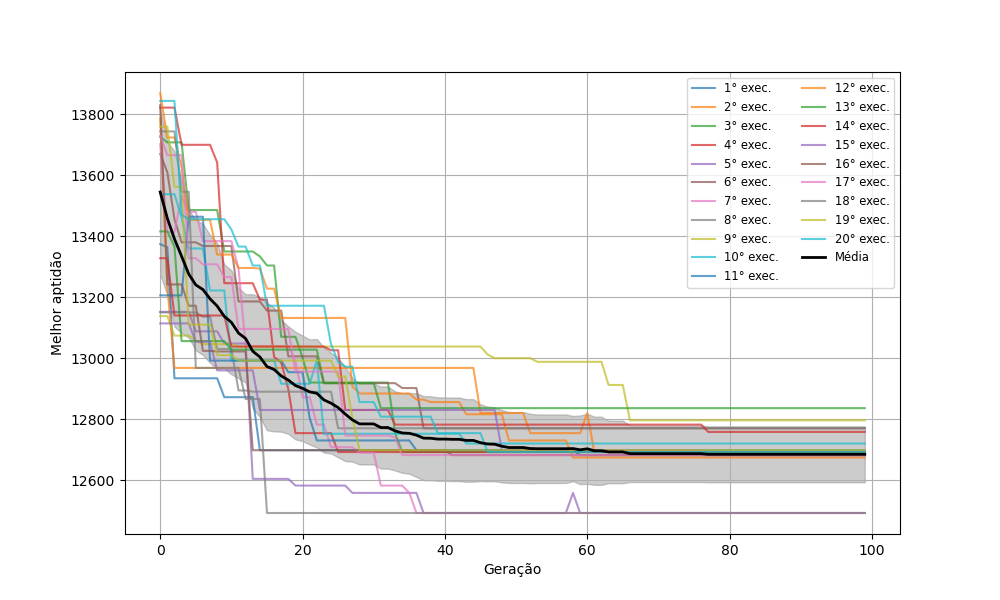 13800
13600
13400
13200
13000
12800
12600
Melhor aptidão
0
20
40
60
80
100
Geração
1° exec.
2° exec.
3° exec.
4° exec.
5° exec.
6° exec.
7° exec.
8° exec.
9° exec.
10° exec.
11° exec.
12° exec.
13° exec.
14° exec.
15° exec.
16° exec.
17° exec.
18° exec.
19° exec.
20° exec.
Média